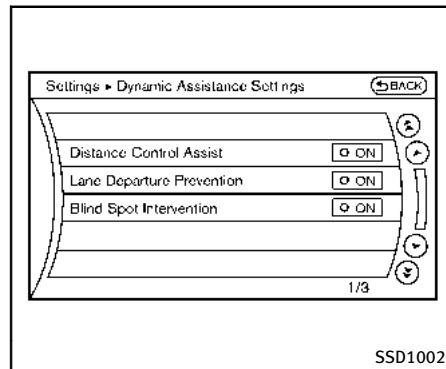 Settings ▸ Dynamic Assistance Settings
BACK
Distance Control Assist ON
Lane Departure Prevention ON
Blind Spot Intervention ON
1/3
SSD1002